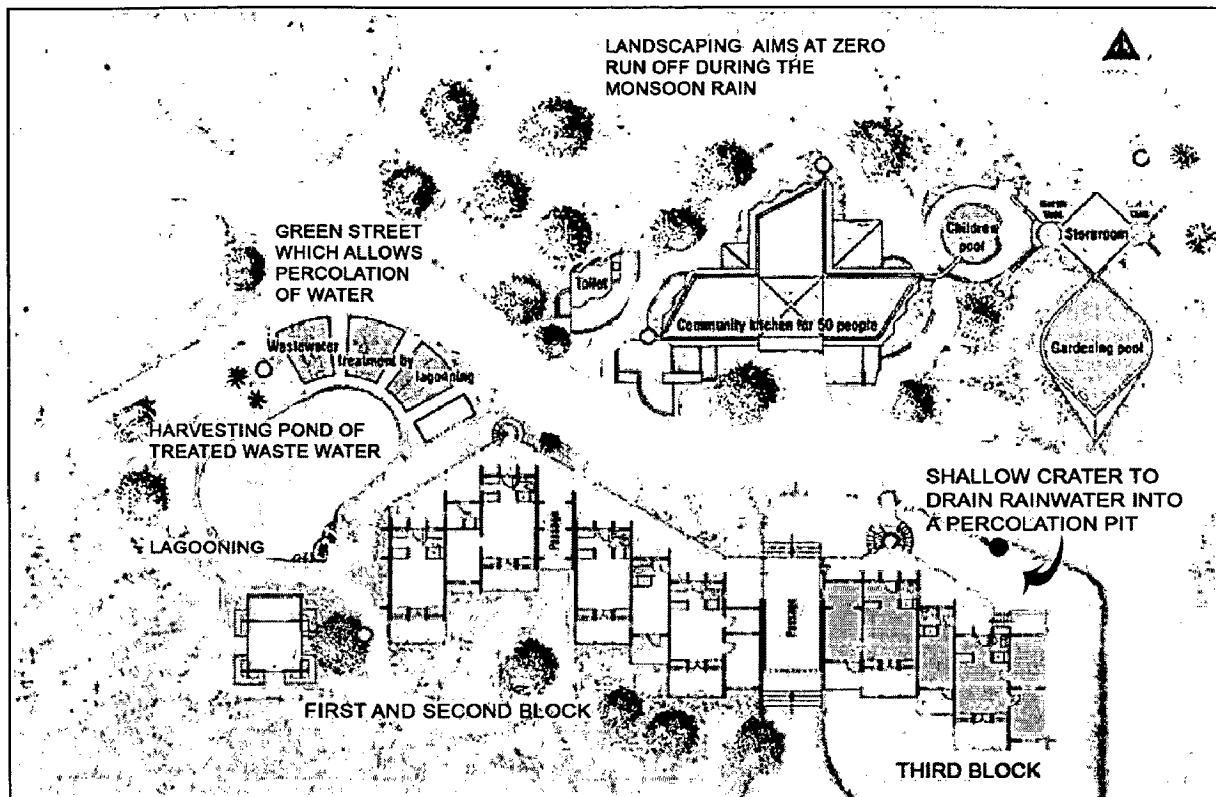 LANDSCAPING AIMS AT ZERO
RUN OFF DURING THE
MONSOON RAIN
GREEN STREET
WHICH ALLOWS
PERCOLATION
OF WATER
Children
pool
Storeroom
Toilet
Community kitchen for 50 people
Gardening pool
Wastewater
treatment by
lagooning
HARVESTING POND OF
TREATED WASTE WATER
SHALLOW CRATER TO
DRAIN RAINWATER INTO
A PERCOLATION PIT
LAGOONING
Passage
Passage
FIRST AND SECOND BLOCK
THIRD BLOCK